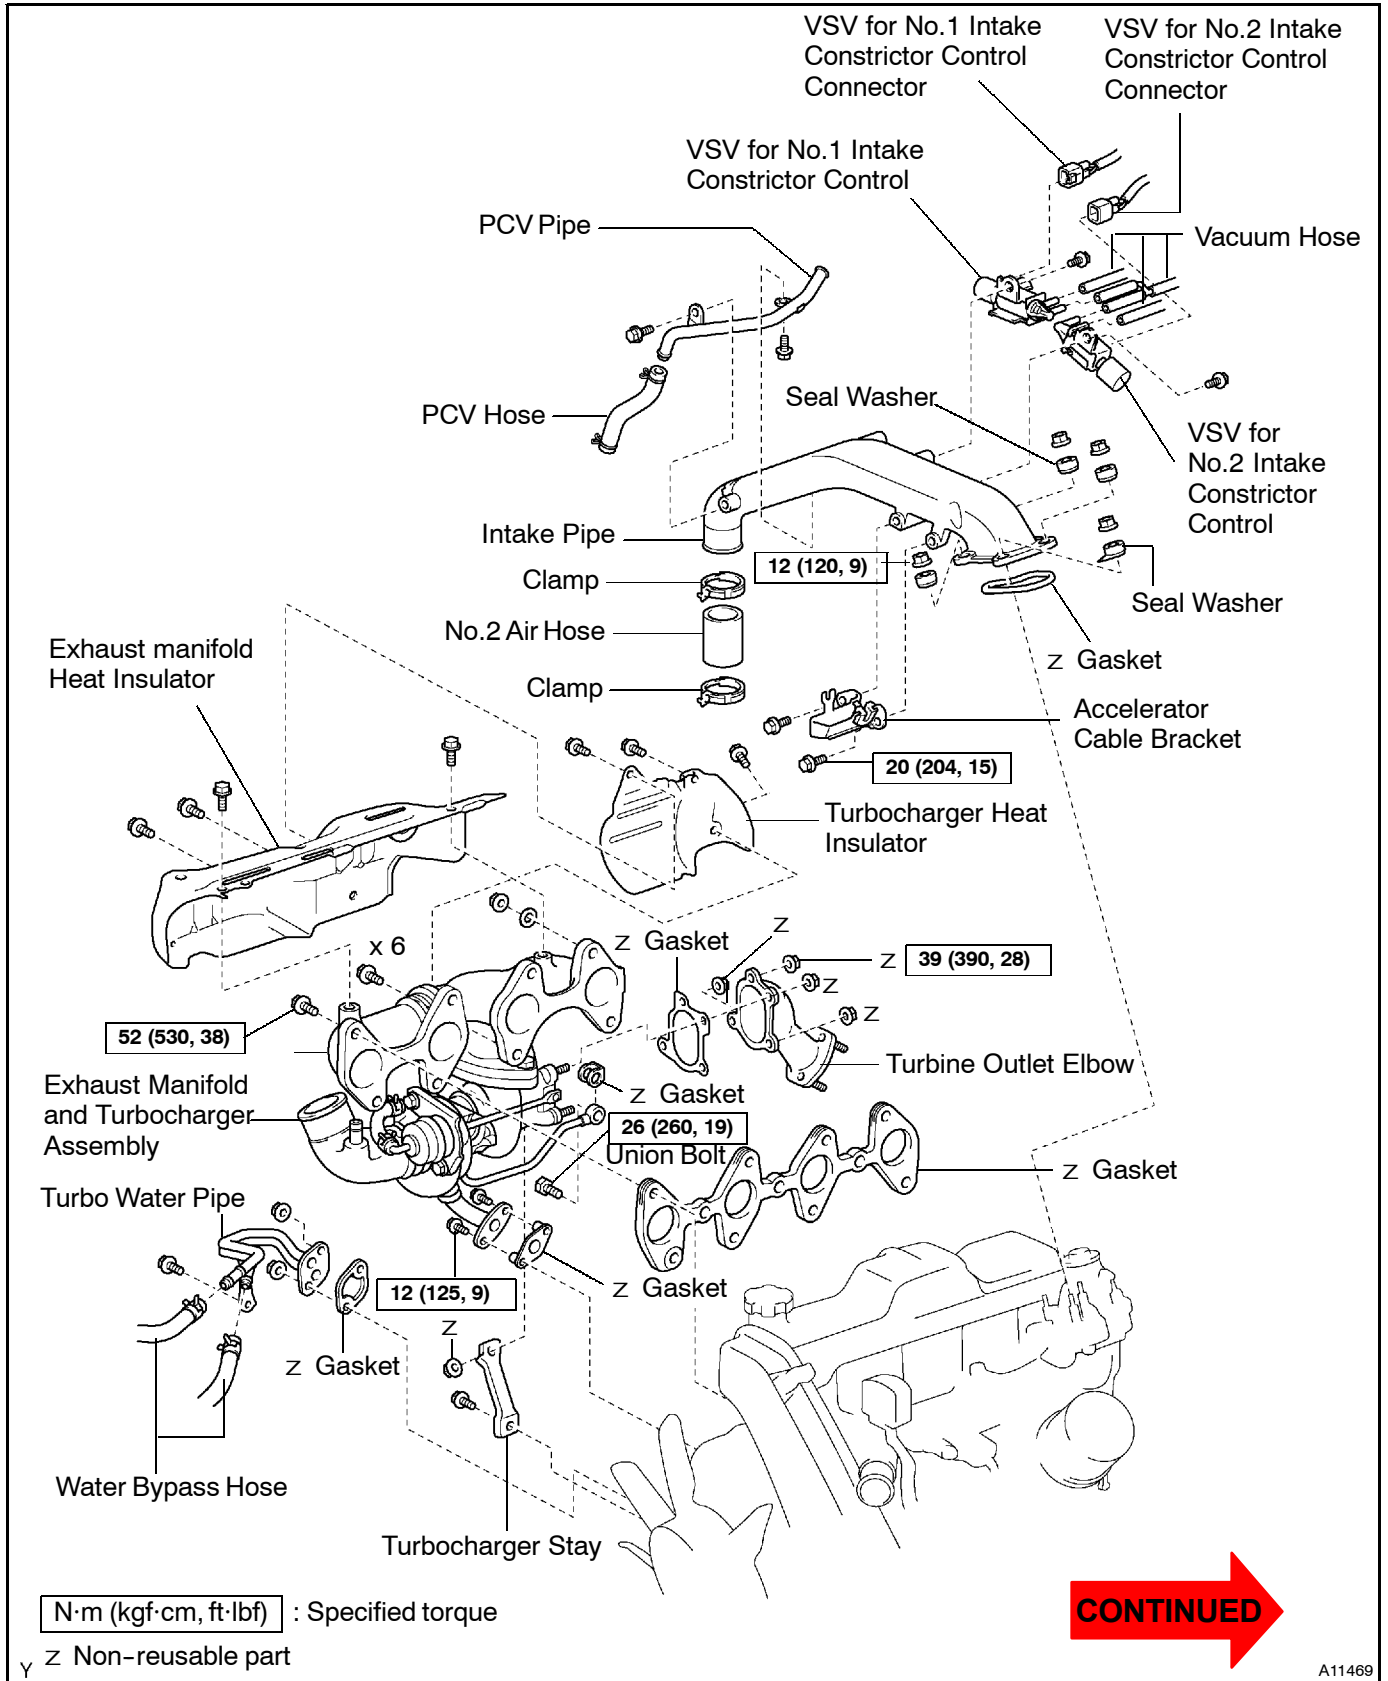 VSV for No.1 Intake
Constrictor Control
Connector
VSV for No.2 Intake
Constrictor Control
Connector
VSV for No.1 Intake
Constrictor Control
PCV Pipe
Vacuum Hose
PCV Hose
Seal Washer
VSV for
No.2 Intake
Constrictor
Control
Intake Pipe
12 (120, 9)
Clamp
Seal Washer
No.2 Air Hose
z Gasket
Exhaust manifold
Heat Insulator
Clamp
Accelerator
Cable Bracket
20 (204, 15)
Turbocharger Heat
Insulator
x 6
z Gasket
z
z 39 (390, 28)
z
z
52 (530, 38)
Turbine Outlet Elbow
Exhaust Manifold
and Turbocharger
Assembly
z Gasket
26 (260, 19)
Union Bolt
z Gasket
Turbo Water Pipe
12 (125, 9)
z Gasket
z
z Gasket
Water Bypass Hose
Turbocharger Stay
N·m (kgf·cm, ft·lbf) : Specified torque
CONTINUED
z Non-reusable part
Y
A11469